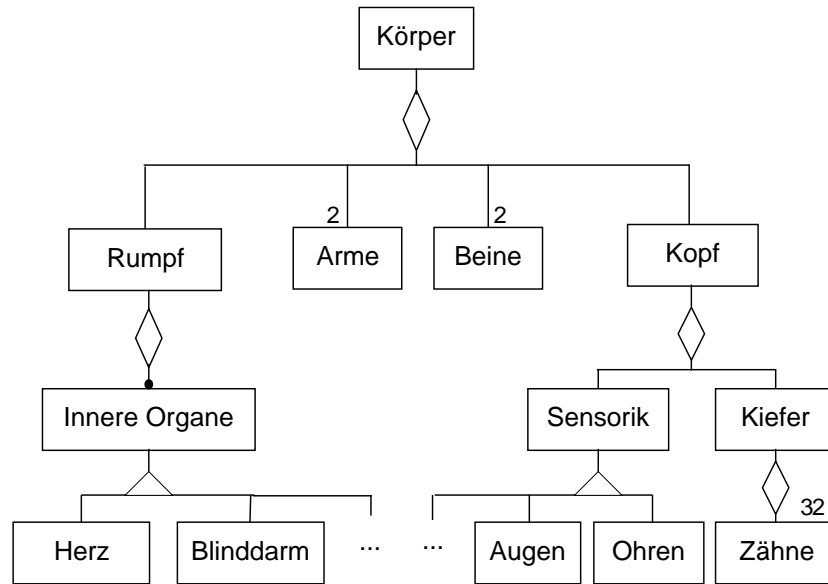 Körper
2
2
Rumpf
Arme
Beine
Kopf
Innere Organe
Sensorik
Kiefer
32
Herz
Blinddarm
...
...
Augen
Ohren
Zähne